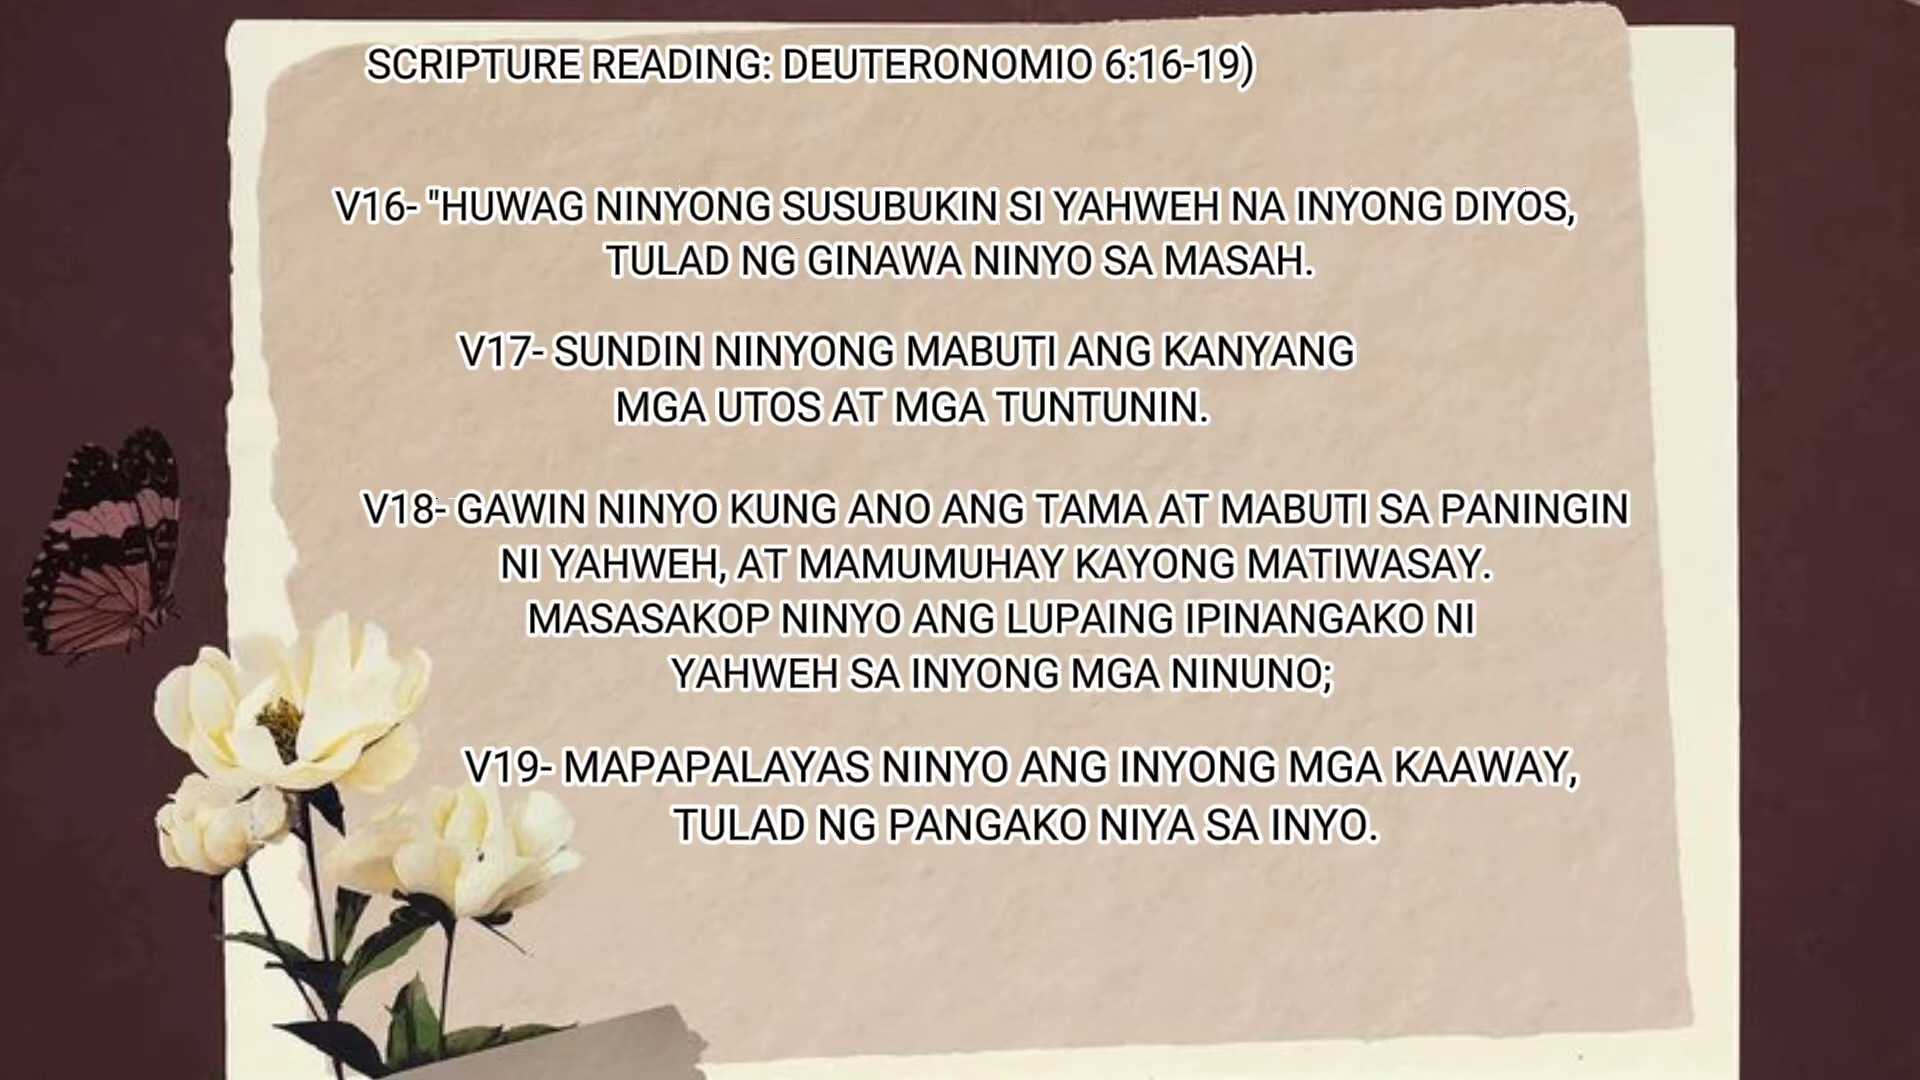 SCRIPTURE READING: DEUTERONOMIO 6:16-19)
V16- "HUWAG NINYONG SUSUBUKIN SI YAHWEH NA INYONG DIYOS,
TULAD NG GINAWA NINYO SA MASAH.
V17- SUNDIN NINYONG MABUTI ANG KANYANG
MGA UTOS AT MGA TUNTUNIN.
V18- GAWIN NINYO KUNG ANO ANG TAMA AT MABUTI SA PANINGIN
NI YAHWEH, AT MAMUMUHAY KAYONG MATIWASAY.
MASASAKOP NINYO ANG LUPAING IPINANGAKO NI
YAHWEH SA INYONG MGA NINUNO;
V19- MAPAPALAYAS NINYO ANG INYONG MGA KAAWAY,
TULAD NG PANGAKO NIYA SA INYO.